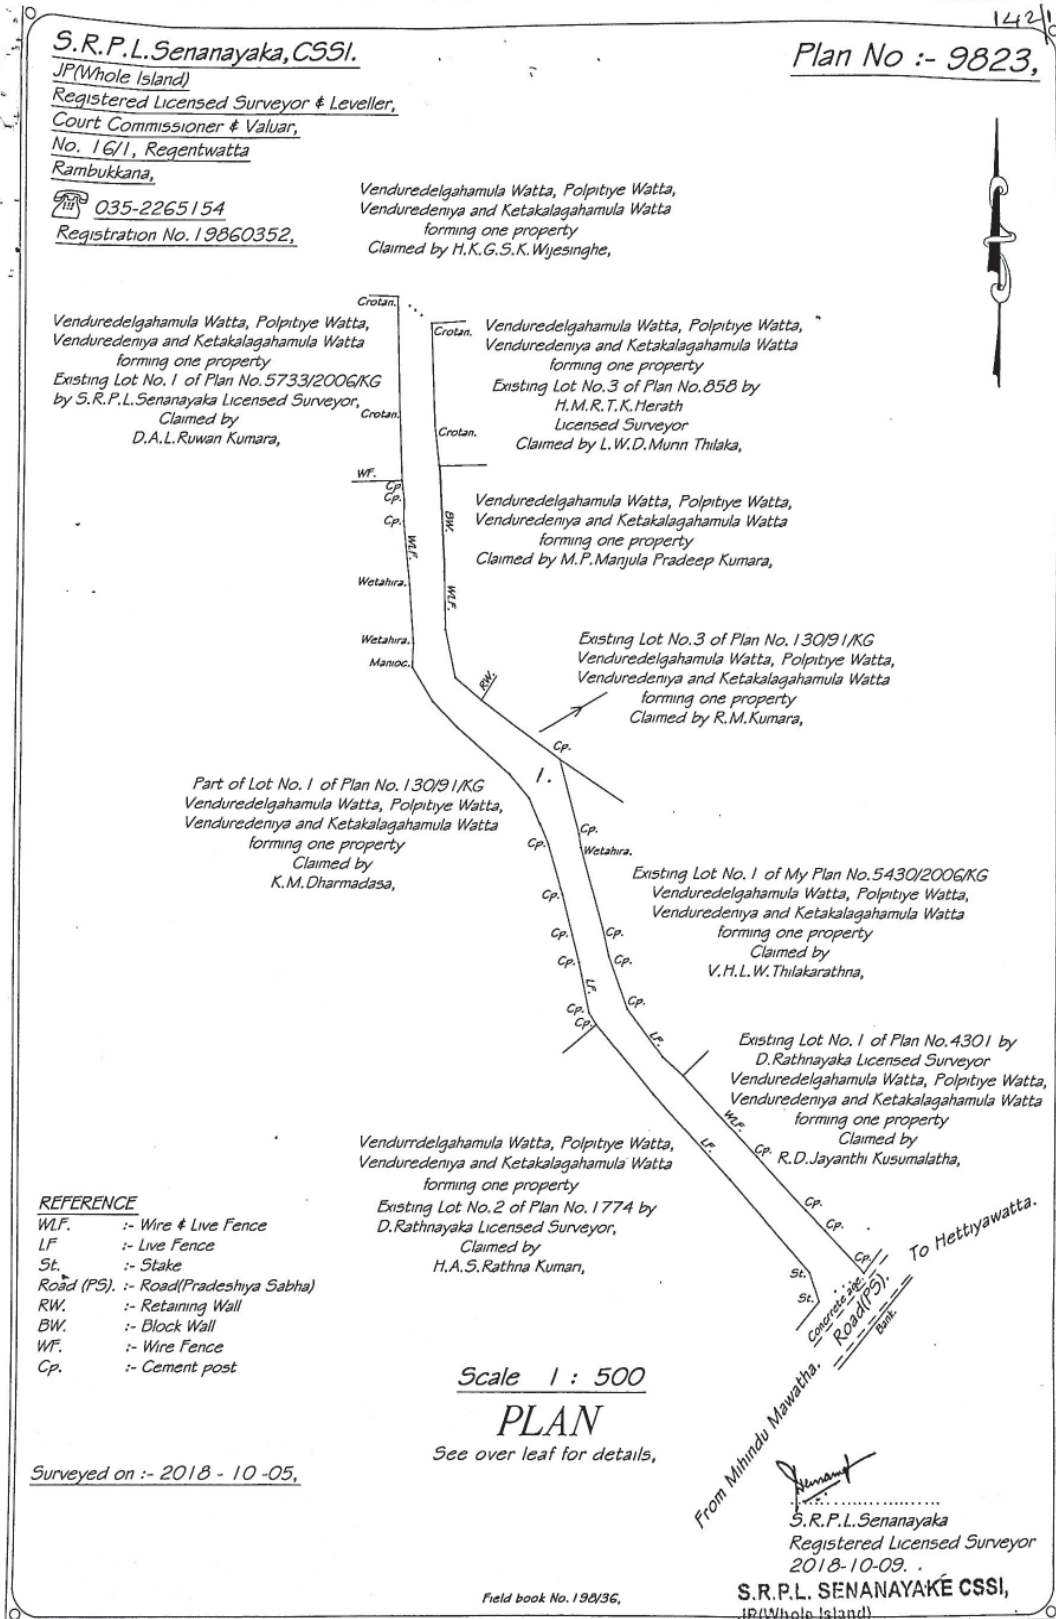 142/1
S.R.P.L.Senanayaka,CSSI.
JP(Whole Island)
Registered Licensed Surveyor & Leveller,
Court Commissioner & Valuar,
No. 16/1, Regentwatta
Rambukkana,
035-2265154
Registration No.19860352,
Plan No :- 9823,
Venduredelgahamula Watta, Polpitiye Watta,
Venduredeniya and Ketakalagahamula Watta
forming one property
Claimed by H.K.G.S.K.Wijesinghe,
Crotan.
Venduredelgahamula Watta, Polpitiye Watta,
Venduredeniya and Ketakalagahamula Watta
forming one property
Existing Lot No.1 of Plan No.5733/2006/KG
by S.R.P.L.Senanayaka Licensed Surveyor,
Claimed by
D.A.L.Ruwan Kumara,
Crotan.
Crotan.
Venduredelgahamula Watta, Polpitiye Watta,
Venduredeniya and Ketakalagahamula Watta
forming one property
Existing Lot No.3 of Plan No.858 by
H.M.R.T.K.Herath
Licensed Surveyor
Claimed by L.W.D.Munn Thilaka,
Crotan.
WF.
Cp
Cp.
Cp.
WLF.
BW.
Venduredelgahamula Watta, Polpitiye Watta,
Venduredeniya and Ketakalagahamula Watta
forming one property
Claimed by M.P.Manjula Pradeep Kumara,
Wetahira.
WLF.
Wetahira.
Manioc.
RW.
Existing Lot No.3 of Plan No.130/91/KG
Venduredelgahamula Watta, Polpitiye Watta,
Venduredeniya and Ketakalagahamula Watta
forming one property
Claimed by R.M.Kumara,
Cp.
1.
Part of Lot No.1 of Plan No.130/91/KG
Venduredelgahamula Watta, Polpitiye Watta,
Venduredeniya and Ketakalagahamula Watta
forming one property
Claimed by
K.M.Dharmadasa,
Cp.
Cp.
Wetahira.
Existing Lot No.1 of My Plan No.5430/2006/KG
Venduredelgahamula Watta, Polpitiye Watta,
Venduredeniya and Ketakalagahamula Watta
forming one property
Claimed by
V.H.L.W.Thilakarathna,
Cp.
Cp.
Cp.
Cp.
Cp.
LF.
Cp.
Cp.
Cp.
LF.
Existing Lot No.1 of Plan No.4301 by
D.Rathnayaka Licensed Surveyor
Venduredelgahamula Watta, Polpitiye Watta,
Venduredeniya and Ketakalagahamula Watta
forming one property
Claimed by
R.D.Jayanthi Kusumalatha,
WLF.
LF.
Cp.
Cp.
Cp.
Cp.
Vendurrdelgahamula Watta, Polpitiye Watta,
Venduredeniya and Ketakalagahamula Watta
forming one property
Existing Lot No.2 of Plan No.1774 by
D.Rathnayaka Licensed Surveyor,
Claimed by
H.A.S.Rathna Kumari,
St.
St.
Concrete age.
Road(PS).
Bank.
To Hettiyawatta.
From Mihindu Mawatha.
REFERENCE
WLF. :- Wire & Live Fence
LF :- Live Fence
St. :- Stake
Road (PS). :- Road(Pradeshiya Sabha)
RW. :- Retaining Wall
BW. :- Block Wall
WF. :- Wire Fence
Cp. :- Cement post
Scale 1 : 500
PLAN
See over leaf for details,
Surveyed on :- 2018 - 10 -05,
S.R.P.L.Senanayaka
Registered Licensed Surveyor
2018-10-09.
S.R.P.L. SENANAYAKE CSSI,
JP(Whole Island)
Field book No.198/36,